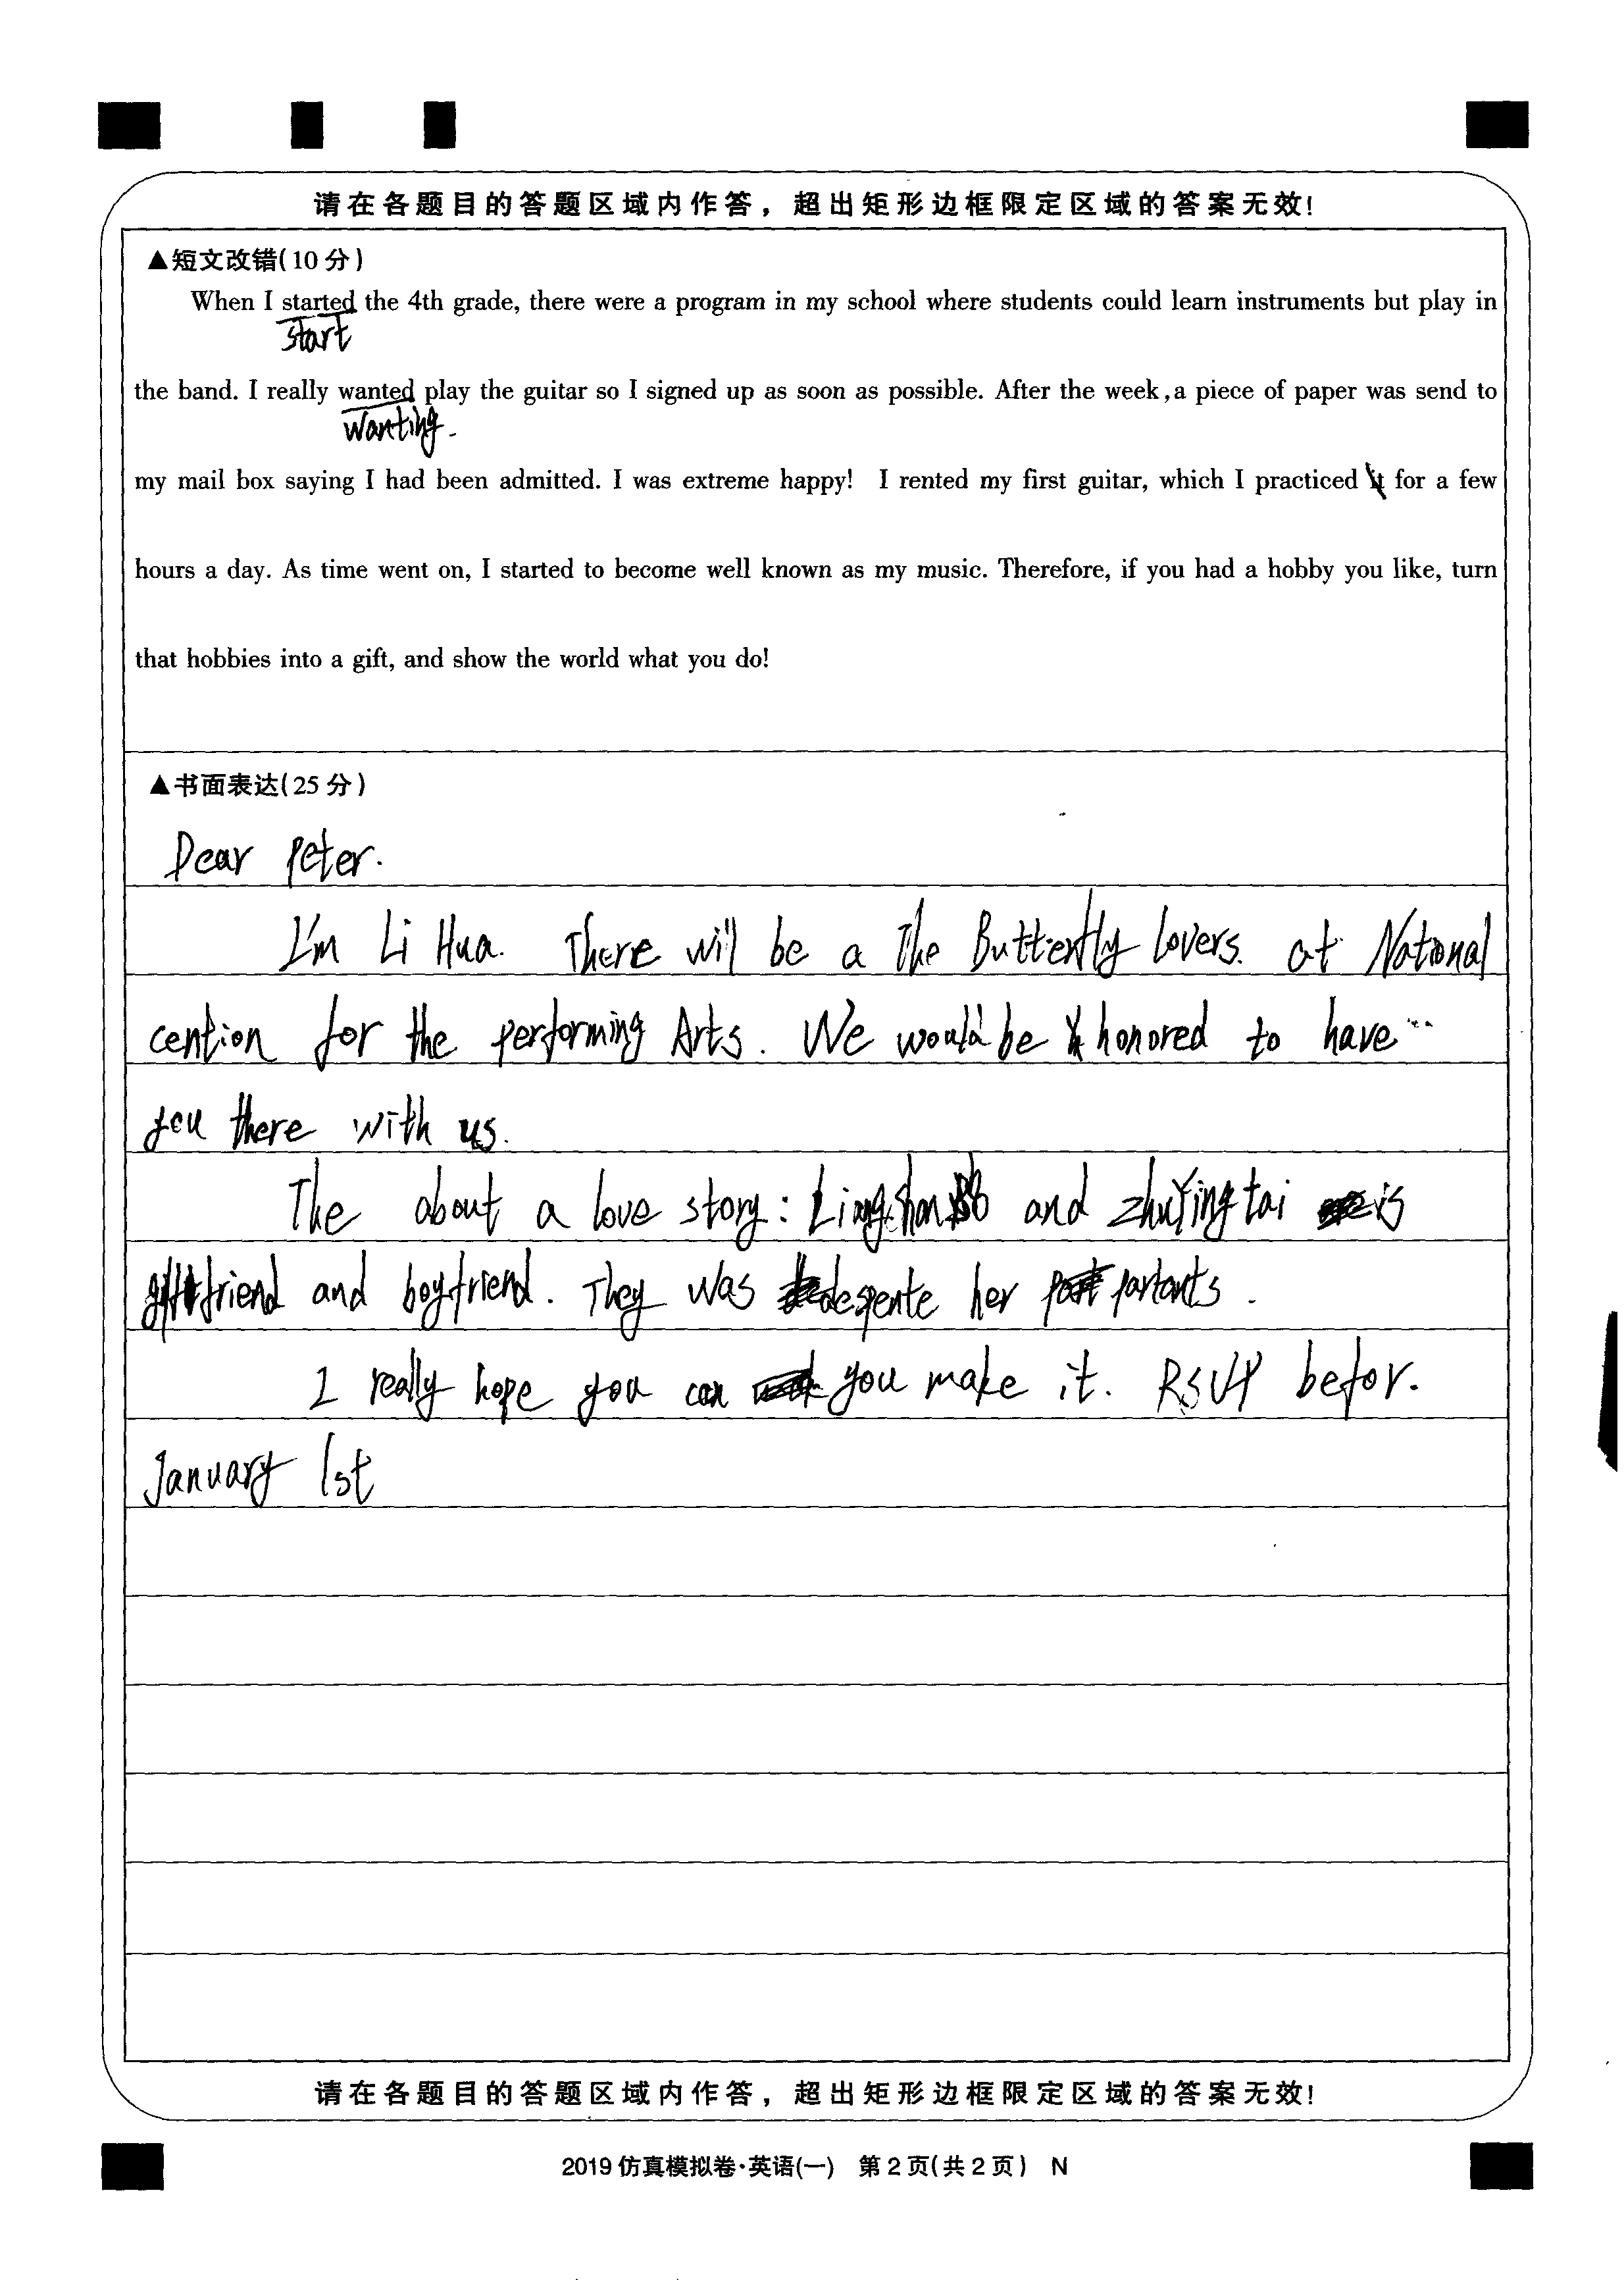 请在各题目的答题区域内作答，超出矩形边框限定区域的答案无效!
▲短文改错(10分)
When I started the 4th grade, there were a program in my school where students could learn instruments but play in
start
the band. I really wanted play the guitar so I signed up as soon as possible. After the week,a piece of paper was send to
wanting.
my mail box saying I had been admitted. I was extreme happy! I rented my first guitar, which I practiced it for a few
hours a day. As time went on, I started to become well known as my music. Therefore, if you had a hobby you like, turn
that hobbies into a gift, and show the world what you do!
▲书面表达(25分)
Dear Peter.
I'm Li Hua. There will be a The Butterfly lovers. at National
cention for the performing Arts. We would be honored to have
you there with us.
The about a love story: and zhuYingtai is
friend and boyfriend. They was her
I really hope you can you make it. RSVP befor.
January 1st
请在各题目的答题区域内作答，超出矩形边框限定区域的答案无效!
2019仿真模拟卷·英语(一) 第2页(共2页) N